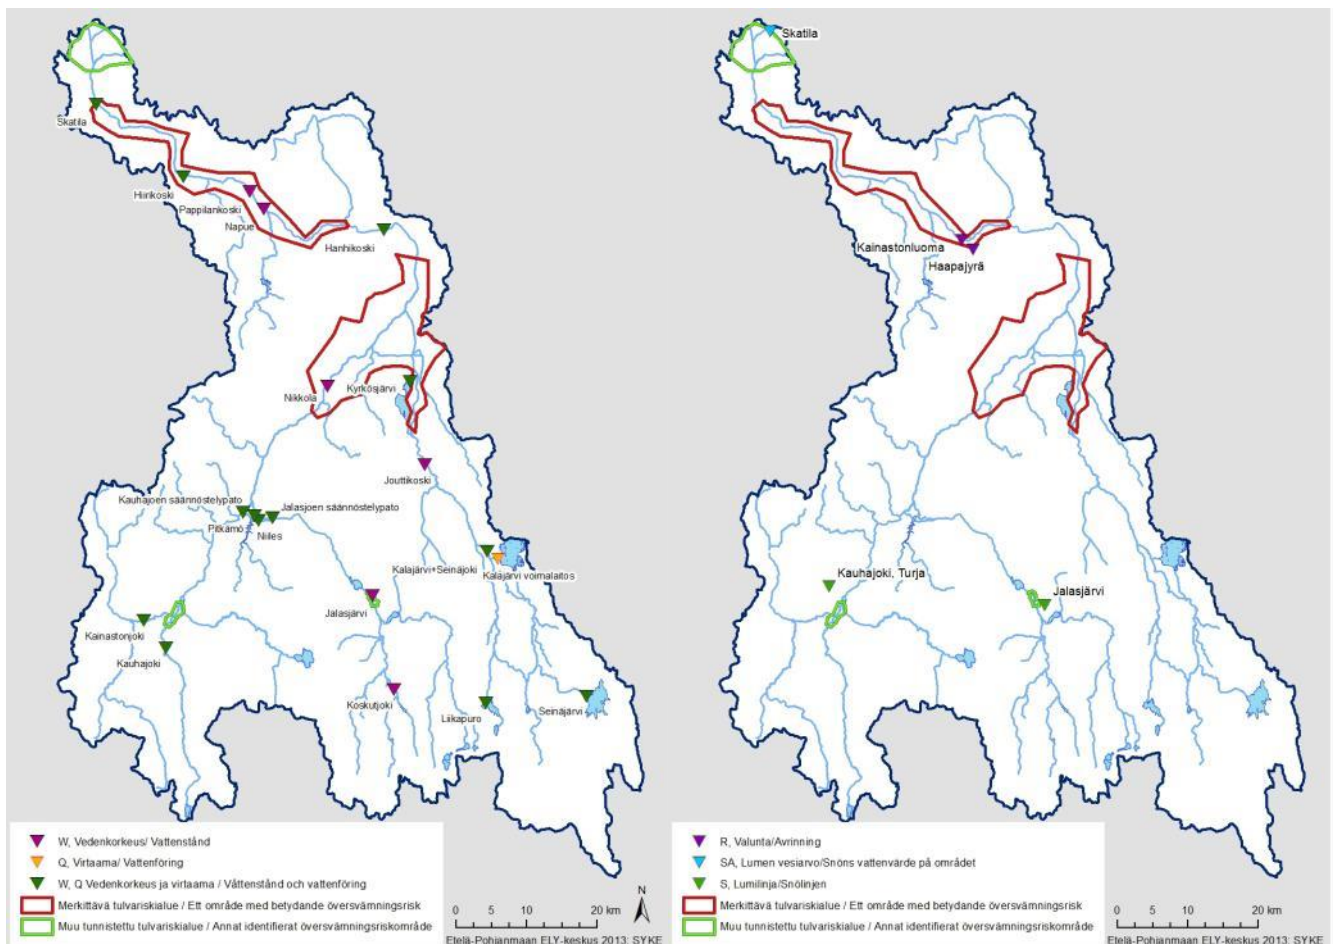 Skatila
Hiirikoski
Pappilankoski
Napue
Hanhikoski
Nikkola
Kyrkösjärvi
Jouttikoski
Kauhajoen säännöstelypato
Jalasjoen säännöstelypato
Pitkämö
Niiles
Kalajärvi+Seinäjoki
Kalajärvi voimalaitos
Jalasjärvi
Kainastonjoki
Kauhajoki
Koskutjoki
Liikapuro
Seinäjärvi
W, Vedenkorkeus/ Vattenstånd
Q, Virtaama/ Vattenföring
W, Q Vedenkorkeus ja virtaama / Våttenstånd och vattenföring
Merkittävä tulvariskialue / Ett område med betydande översvämningsrisk
Muu tunnistettu tulvariskialue / Annat identifierat översvämningsriskområde
N
0 5 10 20 km
Etelä-Pohjanmaan ELY-keskus 2013; SYKE
Skatila
Kainastonluoma
Haapajyrä
Kauhajoki, Turja
Jalasjärvi
R, Valunta/Avrinning
SA, Lumen vesiarvo/Snöns vattenvärde på området
S, Lumilinja/Snölinjen
Merkittävä tulvariskialue / Ett område med betydande översvämningsrisk
Muu tunnistettu tulvariskialue / Annat identifierat översvämningsriskområde
0 5 10 20 km
Etelä-Pohjanmaan ELY-keskus 2013; SYKE